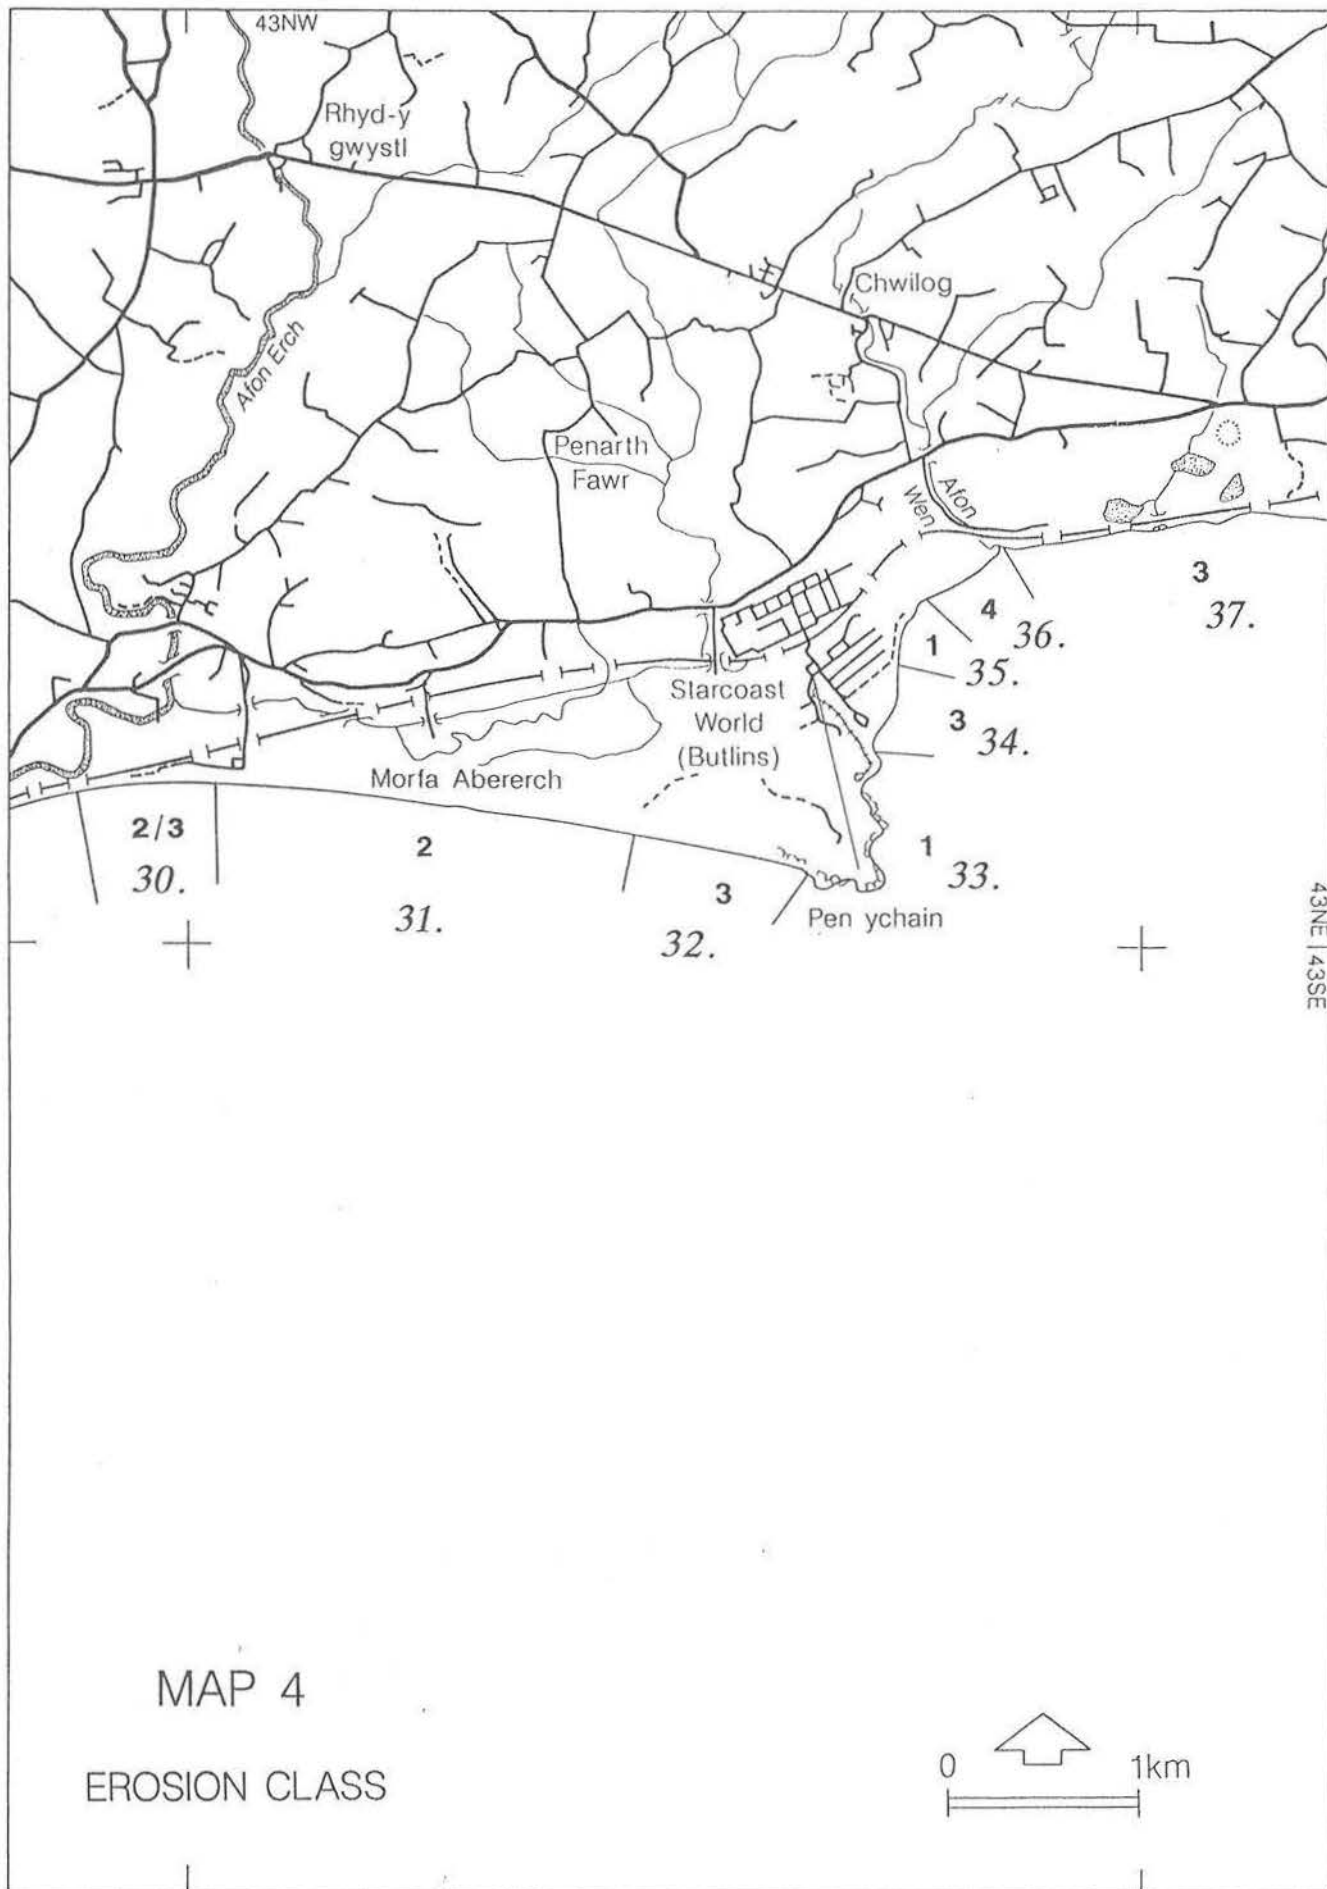 43NW
Rhyd-y
gwystl
Chwilog
Afon Erch
Penarth
Fawr
Afon
Wen
3
37.
4
36.
1
35.
Starcoast
World
(Butlins)
3
34.
Morfa Abererch
2/3
30.
2
31.
3
32.
1
33.
Pen ychain
43NE | 43SE
MAP 4
EROSION CLASS
0 1km